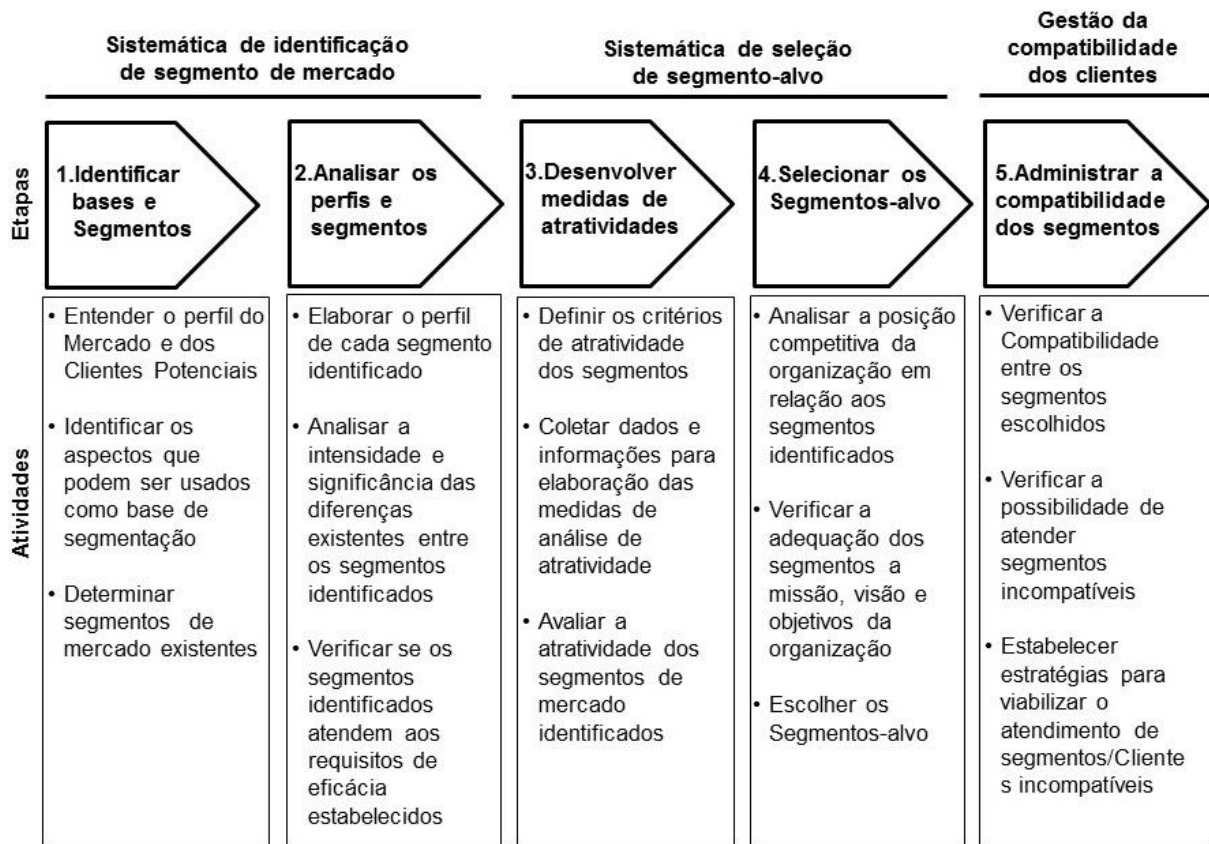 Sistemática de identificação
de segmento de mercado
Sistemática de seleção
de segmento-alvo
Gestão da
compatibilidade
dos clientes
Etapas
1.Identificar
bases e
Segmentos
2.Analisar os
perfis e
segmentos
3.Desenvolver
medidas de
atratividades
4.Selecionar os
Segmentos-alvo
5.Administrar a
compatibilidade
dos segmentos
Atividades
• Entender o perfil do
Mercado e dos
Clientes Potenciais
• Identificar os
aspectos que
podem ser usados
como base de
segmentação
• Determinar
segmentos de
mercado existentes
• Elaborar o perfil
de cada segmento
identificado
• Analisar a
intensidade e
significância das
diferenças
existentes entre
os segmentos
identificados
• Verificar se os
segmentos
identificados
atendem aos
requisitos de
eficácia
estabelecidos
• Definir os critérios
de atratividade
dos segmentos
• Coletar dados e
informações para
elaboração das
medidas de
análise de
atratividade
• Avaliar a
atratividade dos
segmentos de
mercado
identificados
• Analisar a posição
competitiva da
organização em
relação aos
segmentos
identificados
• Verificar a
adequação dos
segmentos a
missão, visão e
objetivos da
organização
• Escolher os
Segmentos-alvo
• Verificar a
Compatibilidade
entre os
segmentos
escolhidos
• Verificar a
possibilidade de
atender
segmentos
incompatíveis
• Estabelecer
estratégias para
viabilizar o
atendimento de
segmentos/Cliente
s incompatíveis